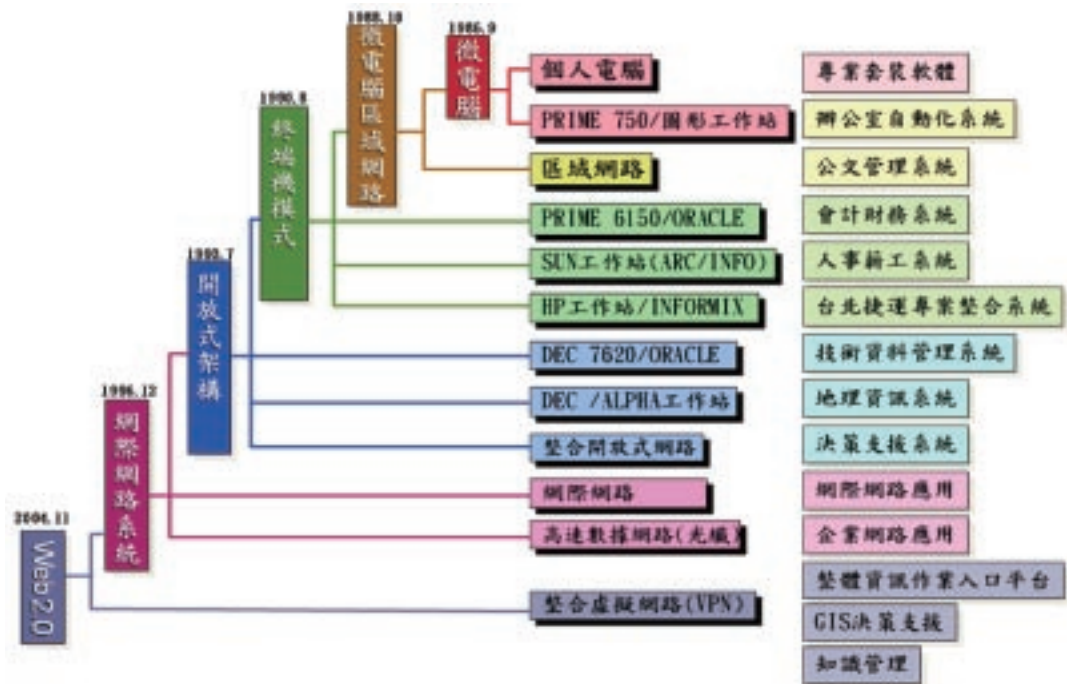 1986.9
微電腦
微電腦區域網路
終端機模式
開放式架構
1996.12
網際網路系統
Web2.0
個人電腦
PRIME 750/圖形工作站
區域網路
PRIME 6150/ORACLE
SUN工作站(ARC/INFO)
HP工作站/INFORMIX
DEC 7620/ORACLE
DEC /ALPHA工作站
整合開放式網路
網際網路
高速數據網路(光纖)
整合虛擬網路(VPN)
專業套裝軟體
辦公室自動化系統
公文管理系統
會計財務系統
人事薪工系統
台北捷運專業整合系統
技術資料管理系統
地理資訊系統
決策支援系統
網際網路應用
企業網路應用
整體資訊作業入口平台
GIS決策支援
知識管理